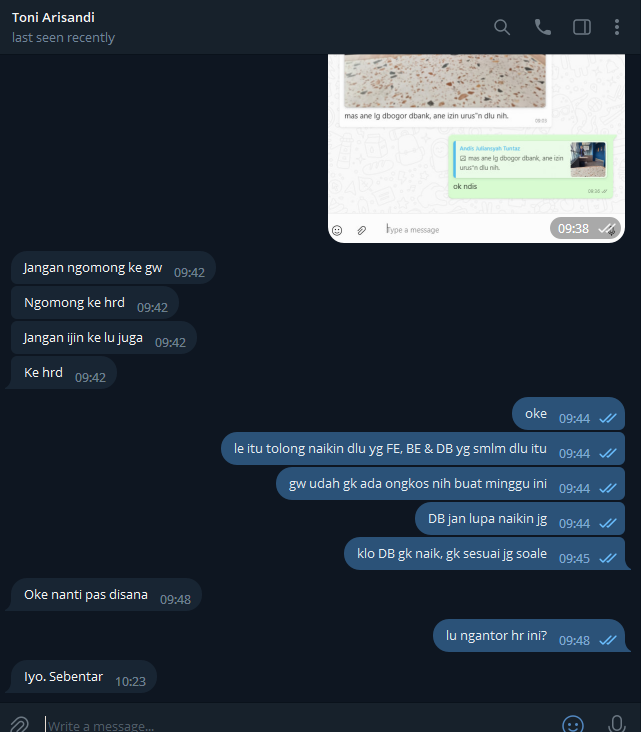 Toni Arisandi
last seen recently
mas ane lg dbogor dbank, ane izin urus"n dlu nih.
09:03
Andis Juliansyah Tuntaz
mas ane lg dbogor dbank, ane izin
urus"n dlu nih.
ok ndis
Type a message
09:38
Jangan ngomong ke gw 09:42
Ngomong ke hrd 09:42
Jangan ijin ke lu juga 09:42
Ke hrd 09:42
oke 09:44
le itu tolong naikin dlu yg FE, BE & DB yg smlm dlu itu 09:44
gw udah gk ada ongkos nih buat minggu ini 09:44
DB jan lupa naikin jg 09:44
klo DB gk naik, gk sesuai jg soale 09:45
Oke nanti pas disana 09:48
lu ngantor hr ini? 09:48
Iyo. Sebentar 10:23
Write a message...